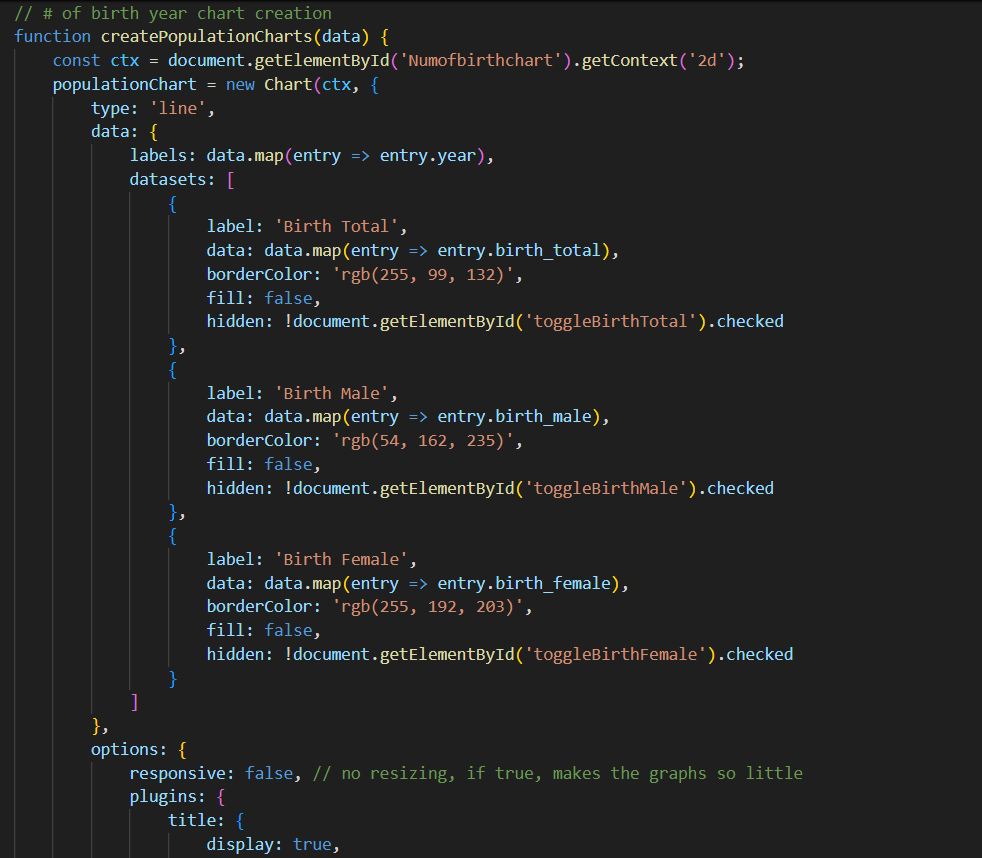 // # of birth year chart creation
function createPopulationCharts(data) {
    const ctx = document.getElementById('Numofbirthchart').getContext('2d');
    populationChart = new Chart(ctx, {
        type: 'line',
        data: {
            labels: data.map(entry => entry.year),
            datasets: [
                {
                    label: 'Birth Total',
                    data: data.map(entry => entry.birth_total),
                    borderColor: 'rgb(255, 99, 132)',
                    fill: false,
                    hidden: !document.getElementById('toggleBirthTotal').checked
                },
                {
                    label: 'Birth Male',
                    data: data.map(entry => entry.birth_male),
                    borderColor: 'rgb(54, 162, 235)',
                    fill: false,
                    hidden: !document.getElementById('toggleBirthMale').checked
                },
                {
                    label: 'Birth Female',
                    data: data.map(entry => entry.birth_female),
                    borderColor: 'rgb(255, 192, 203)',
                    fill: false,
                    hidden: !document.getElementById('toggleBirthFemale').checked
                }
            ]
        },
        options: {
            responsive: false, // no resizing, if true, makes the graphs so little
            plugins: {
                title: {
                    display: true,